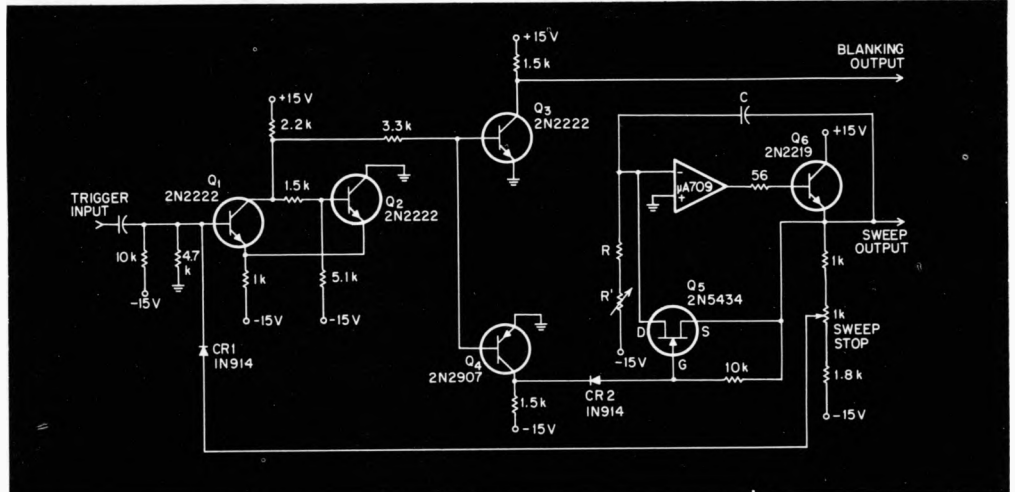 +15V
1.5k
BLANKING
OUTPUT
+15V
2.2k
3.3k
Q3
2N2222
C
Q6
2N2219
+15V
TRIGGER
INPUT
Q1
2N2222
1.5k
Q2
2N2222
-
+
μA709
56
SWEEP
OUTPUT
10k
4.7
k
-15V
1k
-15V
5.1k
-15V
R
R'
-15V
Q5
2N5434
D
S
G
1k
1k
SWEEP
STOP
CR1
IN914
Q4
2N2907
1.5k
-15V
CR2
IN914
10k
1.8k
-15V